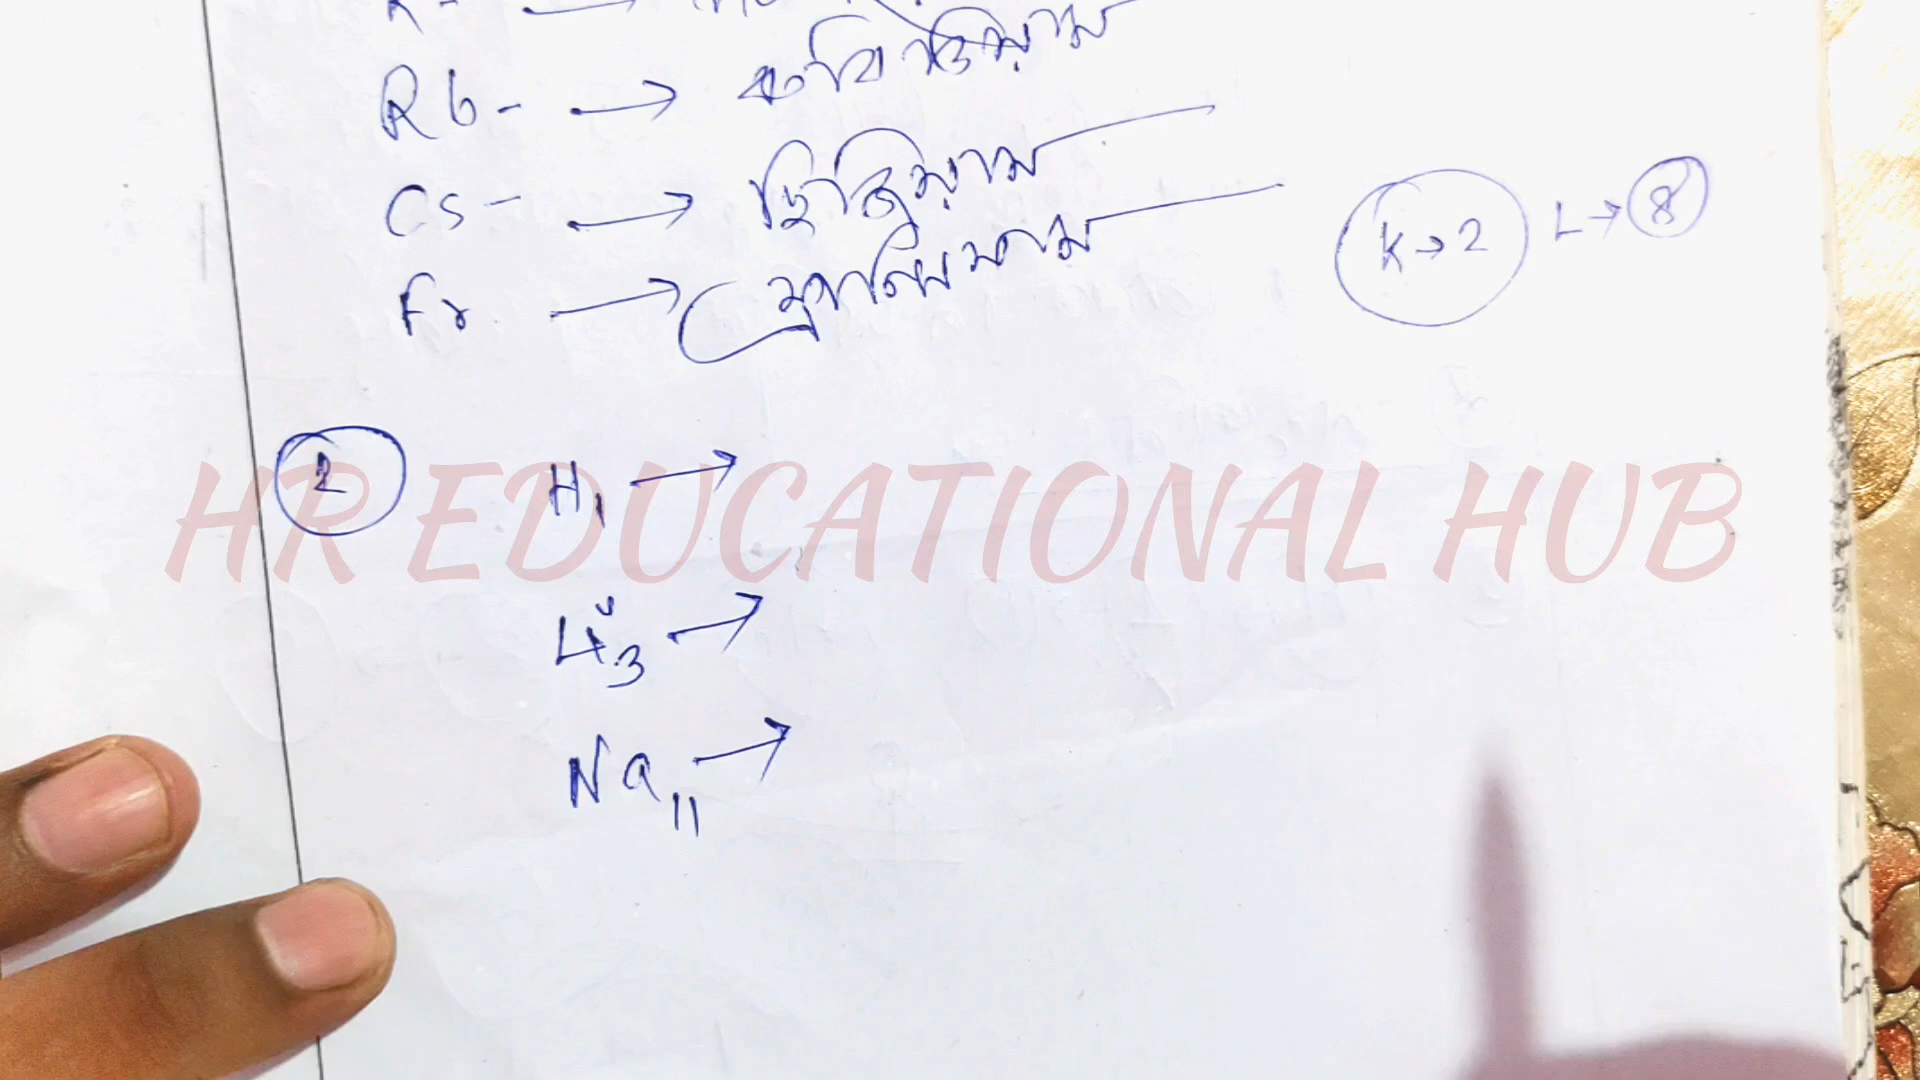 Rb- → রুবিডিয়াম
Cs- → ছিজিয়াম
Fr → ফ্রান্সিয়াম
K→2 L→8
2 H₁ →
Li₃ →
Na₁₁ →
HR EDUCATIONAL HUB